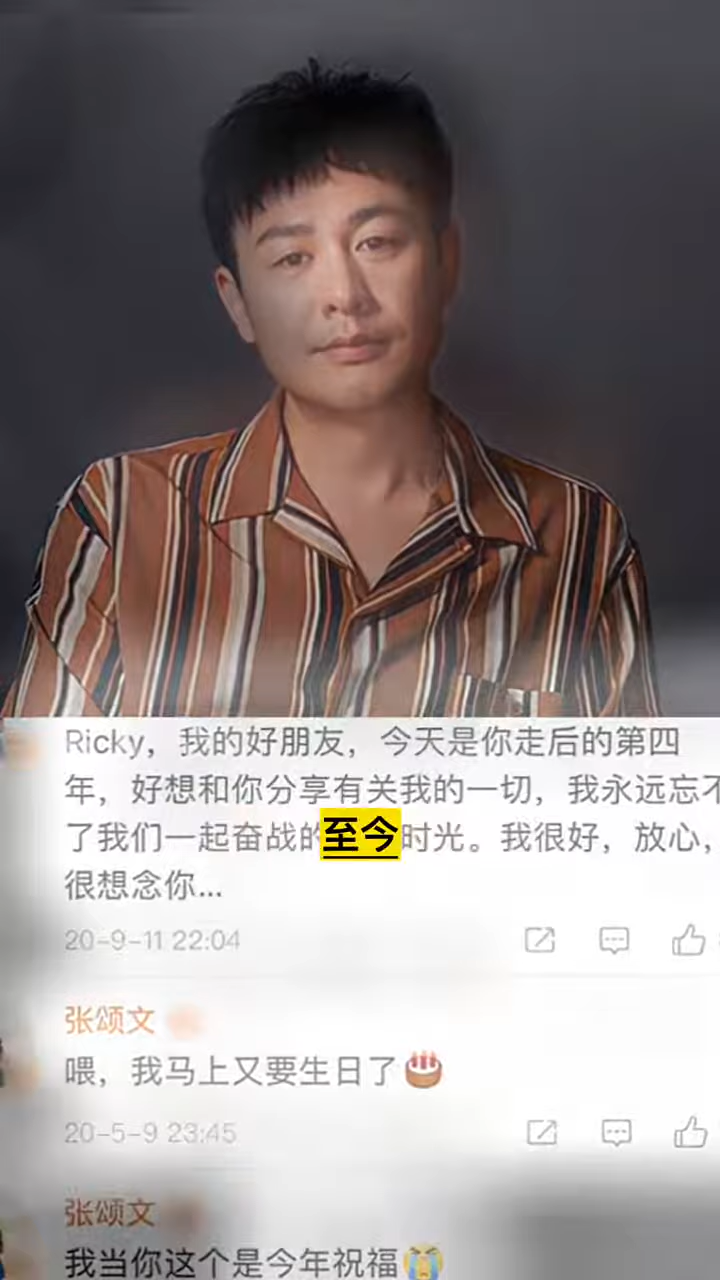 Ricky，我的好朋友，今天是你走后的第四
年，好想和你分享有关我的一切，我永远忘不
了我们一起奋战的
至今
时光。我很好，放心，
很想念你...
20-9-11 22:04
张颂文
喂，我马上又要生日了🎂
20-5-9 23:45
张颂文
我当你这个是今年祝福😭